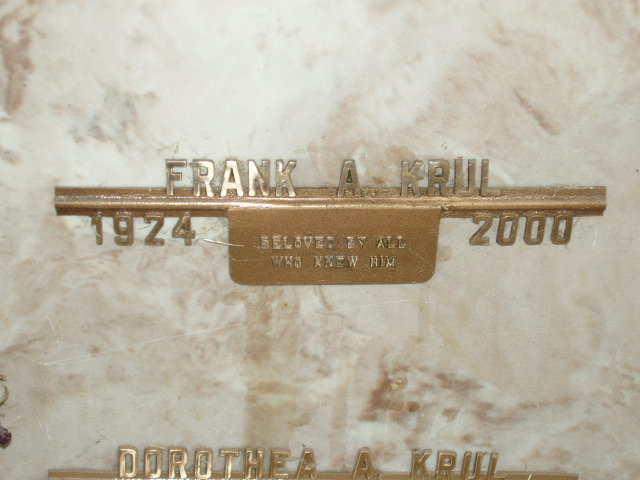 FRANK A. KRUL
1924 2000
BELOVED BY ALL
WHO KNEW HIM
DOROTHEA A. KRUL